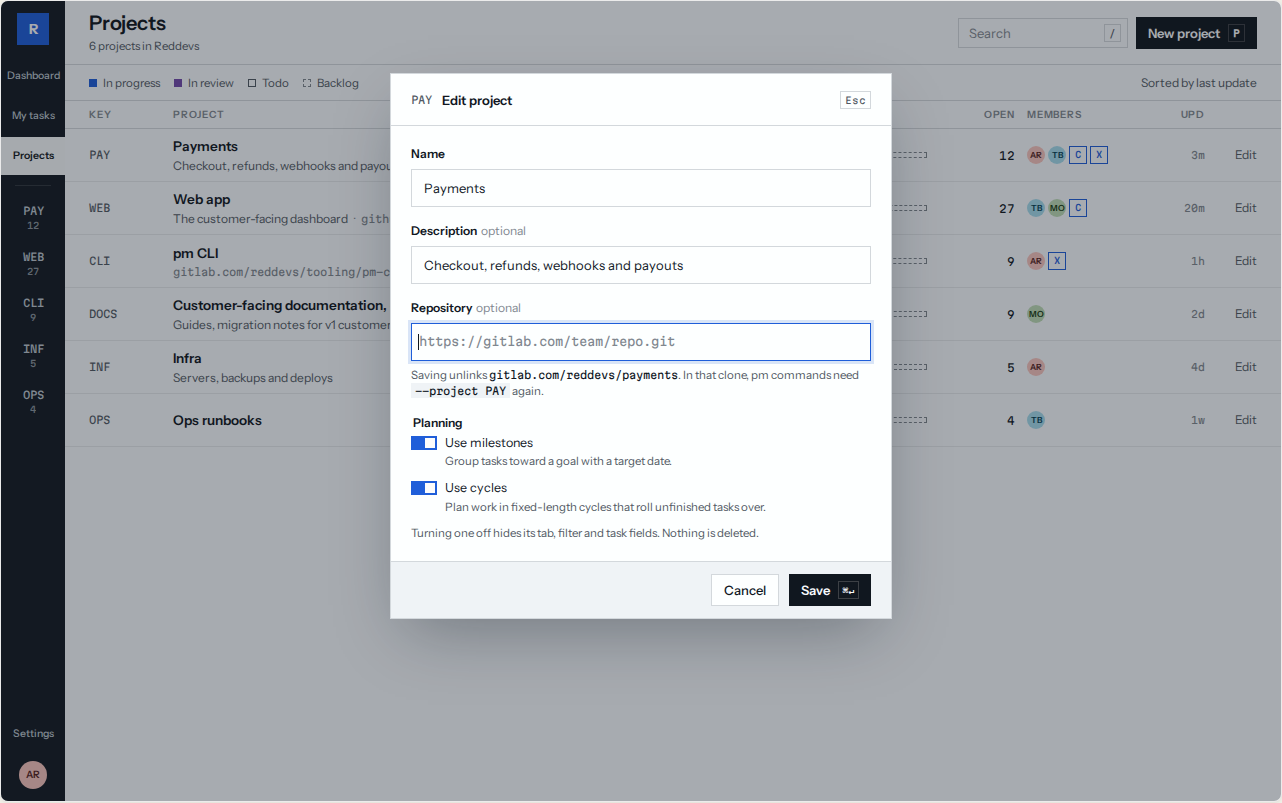 R
Projects
6 projects in Reddevs
Search /
New project P
Dashboard
My tasks
Projects
PAY
12
WEB
27
CLI
9
INF
5
OPS
4
Settings
AR
In progress In review Todo Backlog
Sorted by last update
KEY PROJECT OPEN MEMBERS UPD
PAY Payments 12 AR TB C X 3m Edit
Checkout, refunds, webhooks and payou
WEB Web app 27 TB MO C 20m Edit
The customer-facing dashboard · gith
CLI pm CLI 9 AR X 1h Edit
gitlab.com/reddevs/tooling/pm-c
DOCS Customer-facing documentation, 9 MO 2d Edit
Guides, migration notes for v1 customer
INF Infra 5 AR 4d Edit
Servers, backups and deploys
OPS Ops runbooks 4 TB 1w Edit
PAY Edit project Esc
Name
Payments
Description optional
Checkout, refunds, webhooks and payouts
Repository optional
https://gitlab.com/team/repo.git
Saving unlinks gitlab.com/reddevs/payments. In that clone, pm commands need
--project PAY again.
Planning
Use milestones
Group tasks toward a goal with a target date.
Use cycles
Plan work in fixed-length cycles that roll unfinished tasks over.
Turning one off hides its tab, filter and task fields. Nothing is deleted.
Cancel
Save ⌘↵